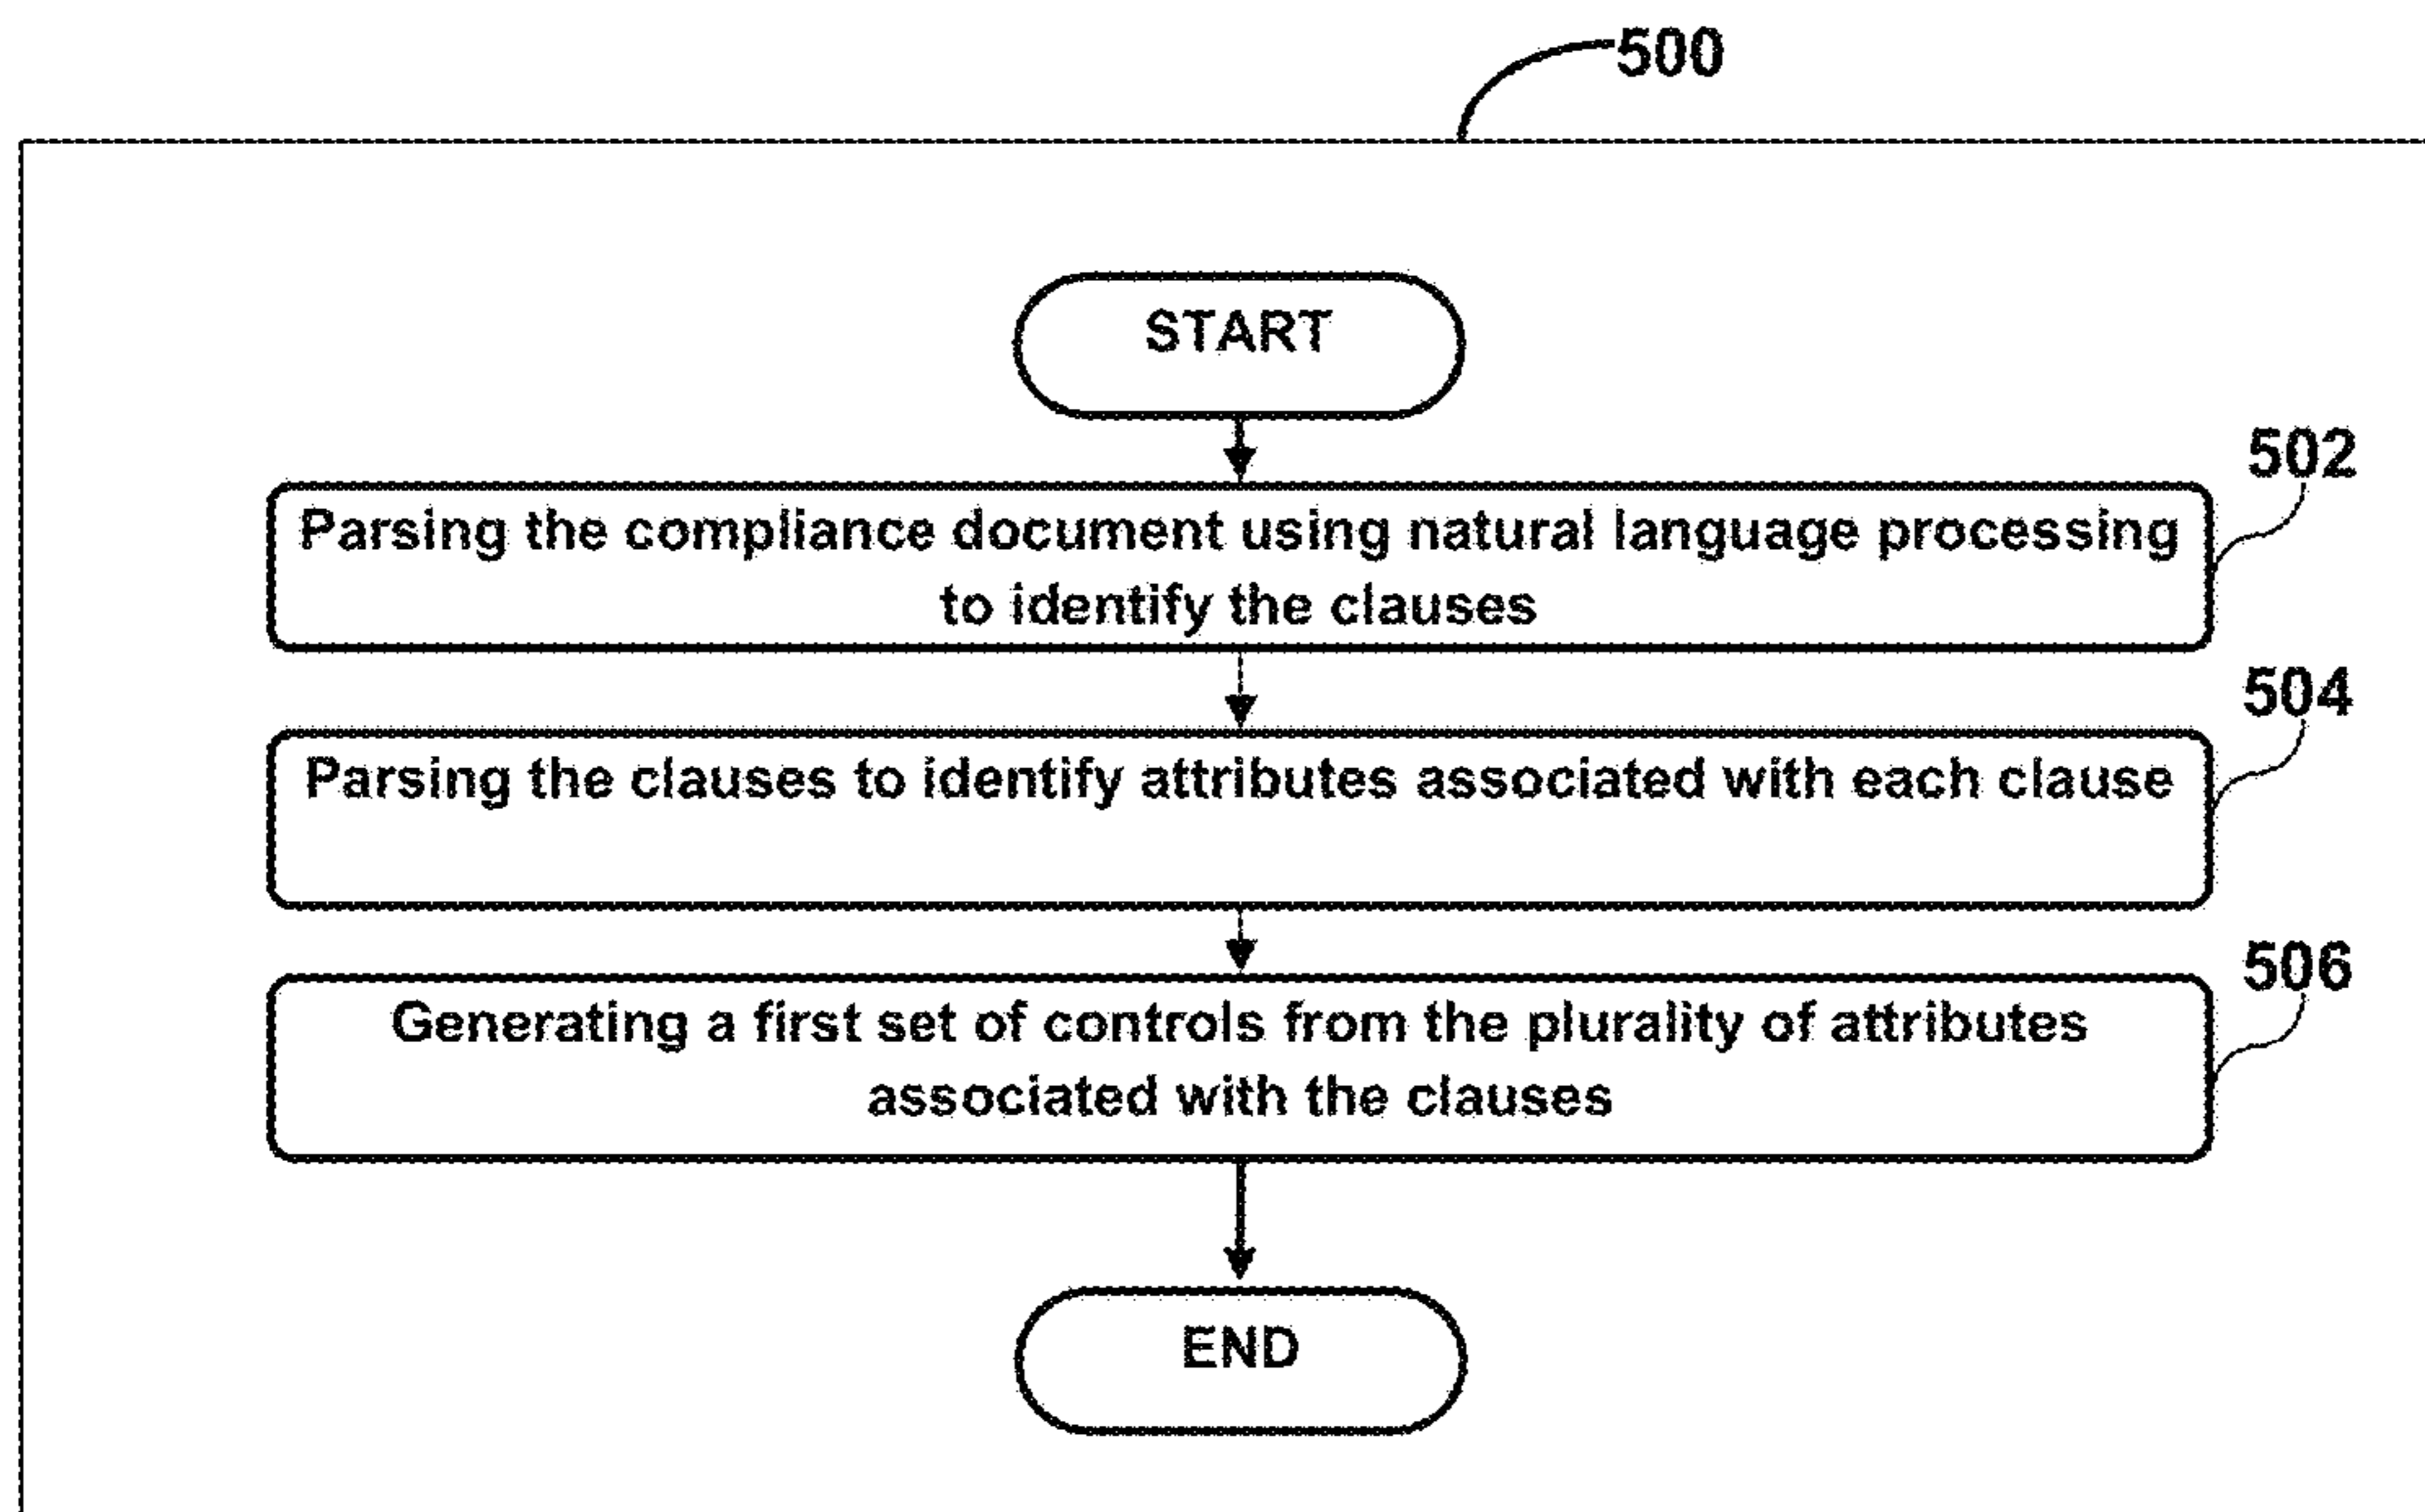 500
START
502
Parsing the compliance document using natural language processing
to identify the clauses
504
Parsing the clauses to identify attributes associated with each clause
506
Generating a first set of controls from the plurality of attributes
associated with the clauses
END